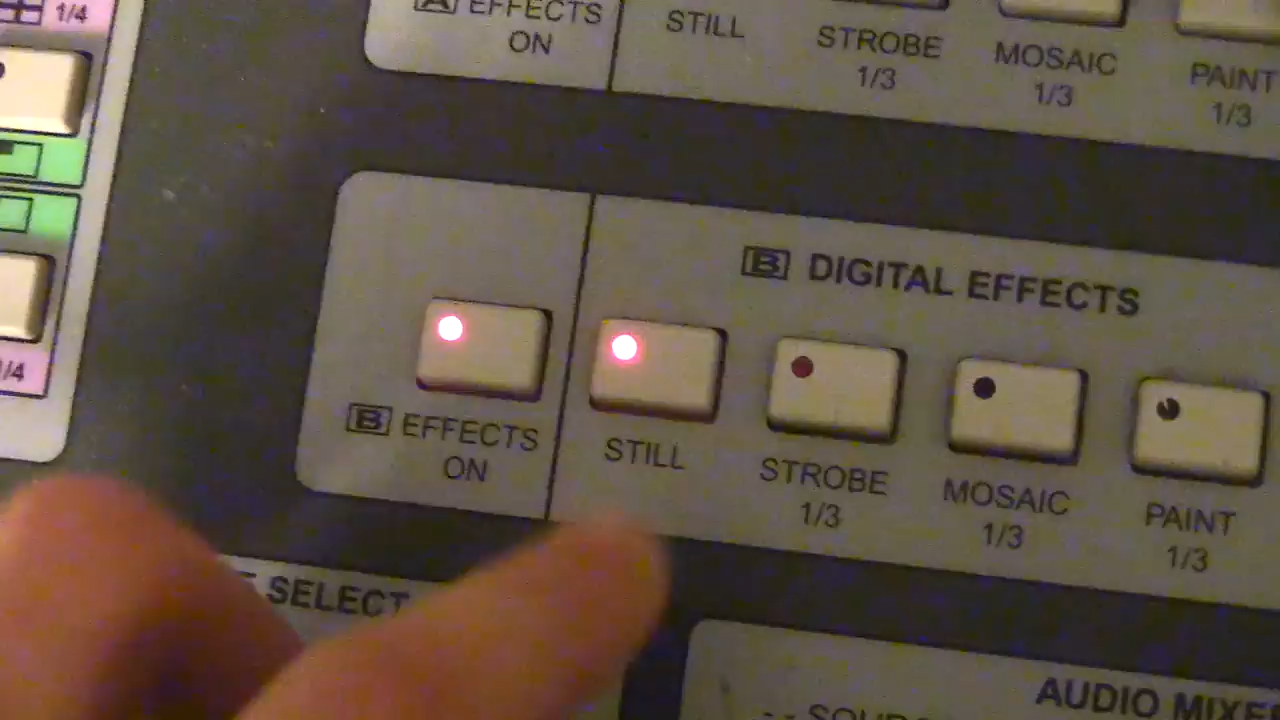 1/4
A EFFECTS
ON
STILL
STROBE
1/3
MOSAIC
1/3
PAINT
1/3
B DIGITAL EFFECTS
1/4
B EFFECTS
ON
STILL
STROBE
1/3
MOSAIC
1/3
PAINT
1/3
SELECT
AUDIO